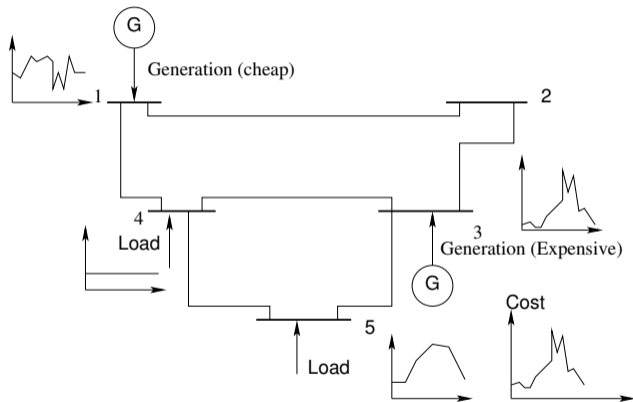 G
Generation (cheap)
1
2
4
Load
3
Generation (Expensive)
G
Cost
5
Load